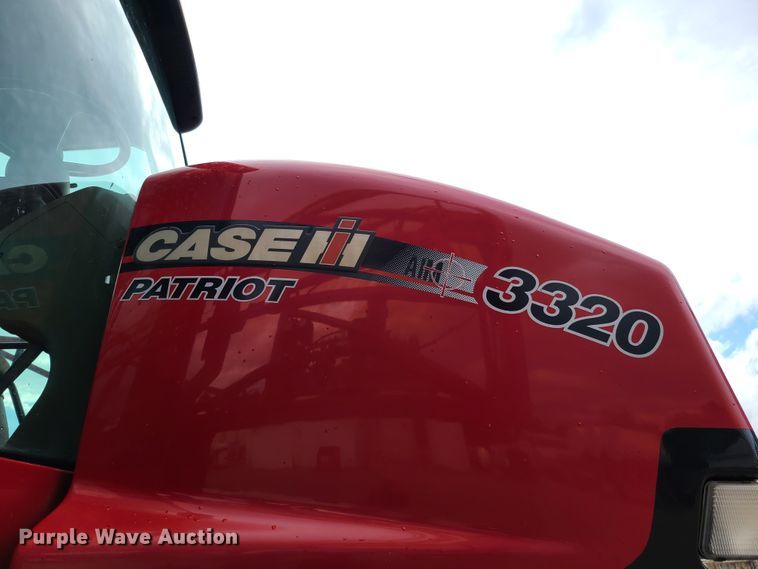 CASE IH
AIM
3320
PATRIOT
Purple Wave Auction